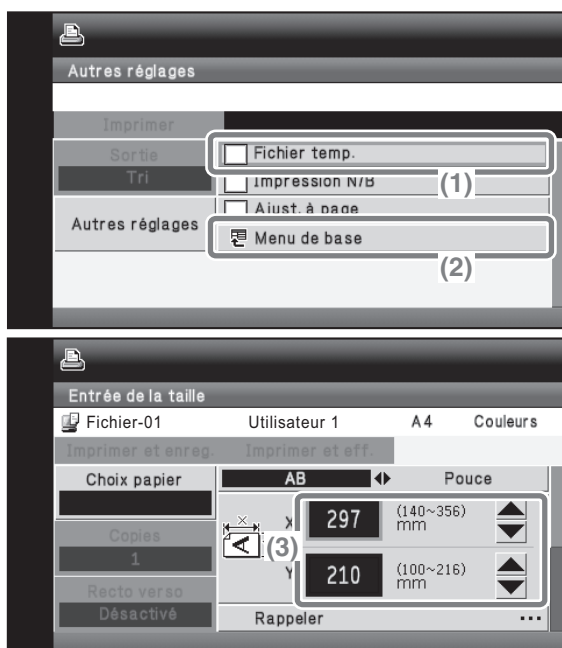 Autres réglages
Imprimer
Sortie
Tri
Autres réglages
Fichier temp.
(1)
Impression N/B
Ajust. à page
Menu de base
(2)
Entrée de la taille
Fichier-01 Utilisateur 1 A4 Couleurs
Imprimer et enreg. Imprimer et eff.
Choix papier
Copies
1
Recto verso
Désactivé
AB Pouce
X 297 (140~356) mm
(3)
Y 210 (100~216) mm
Rappeler ...